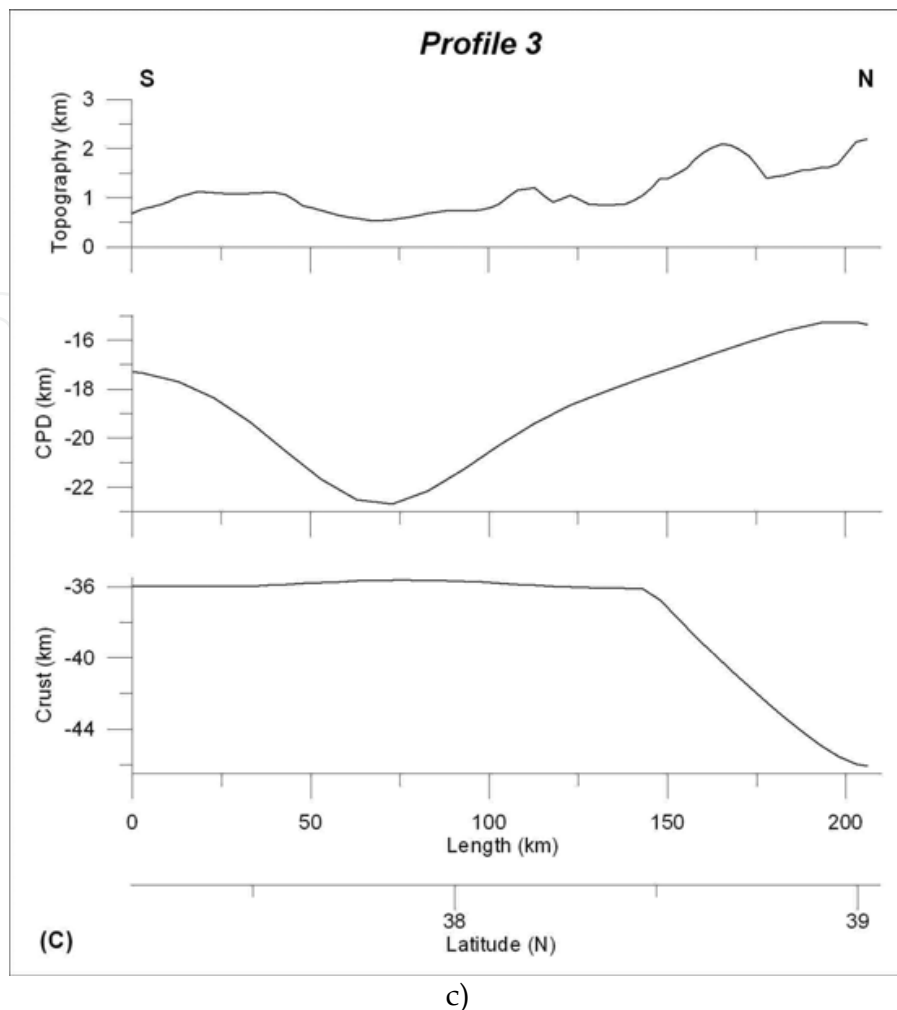 Profile 3
S N
Topography (km)
3
2
1
0
CPD (km)
-16
-18
-20
-22
Crust (km)
-36
-40
-44
0 50 100 150 200
Length (km)
38 39
Latitude (N)
(C)
c)